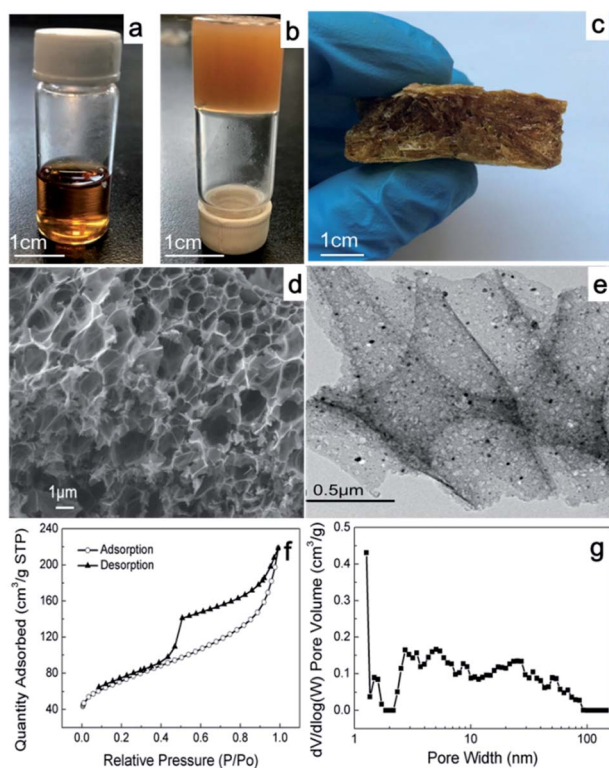 a
b
c
1cm
1cm
1cm
d
e
1μm
0.5μm
f
Adsorption
Desorption
Quantity Adsorbed (cm³/g STP)
240
200
160
120
80
40
0.0 0.2 0.4 0.6 0.8 1.0
Relative Pressure (P/Po)
g
dV/dlog(W) Pore Volume (cm³/g)
0.5
0.4
0.3
0.2
0.1
0.0
1 10 100
Pore Width (nm)